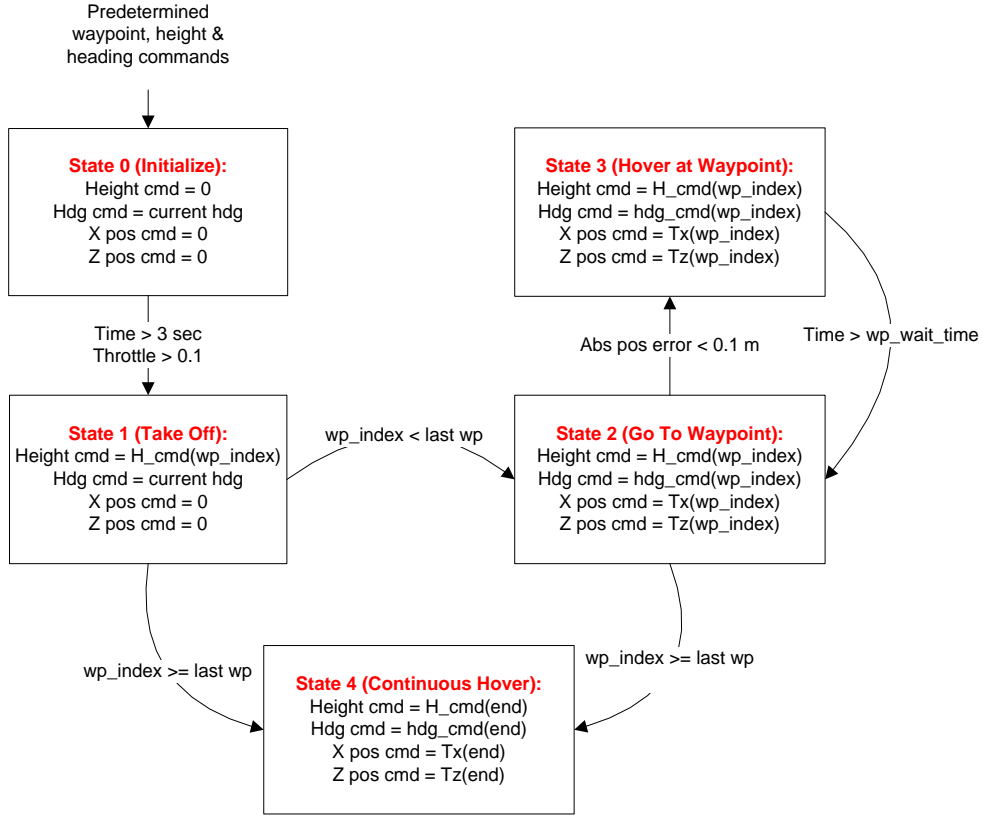 Predetermined
waypoint, height &
heading commands
State 0 (Initialize):
Height cmd = 0
Hdg cmd = current hdg
X pos cmd = 0
Z pos cmd = 0
Time > 3 sec
Throttle > 0.1
State 1 (Take Off):
Height cmd = H_cmd(wp_index)
Hdg cmd = current hdg
X pos cmd = 0
Z pos cmd = 0
wp_index < last wp
State 3 (Hover at Waypoint):
Height cmd = H_cmd(wp_index)
Hdg cmd = hdg_cmd(wp_index)
X pos cmd = Tx(wp_index)
Z pos cmd = Tz(wp_index)
Abs pos error < 0.1 m
Time > wp_wait_time
State 2 (Go To Waypoint):
Height cmd = H_cmd(wp_index)
Hdg cmd = hdg_cmd(wp_index)
X pos cmd = Tx(wp_index)
Z pos cmd = Tz(wp_index)
wp_index >= last wp
wp_index >= last wp
State 4 (Continuous Hover):
Height cmd = H_cmd(end)
Hdg cmd = hdg_cmd(end)
X pos cmd = Tx(end)
Z pos cmd = Tz(end)